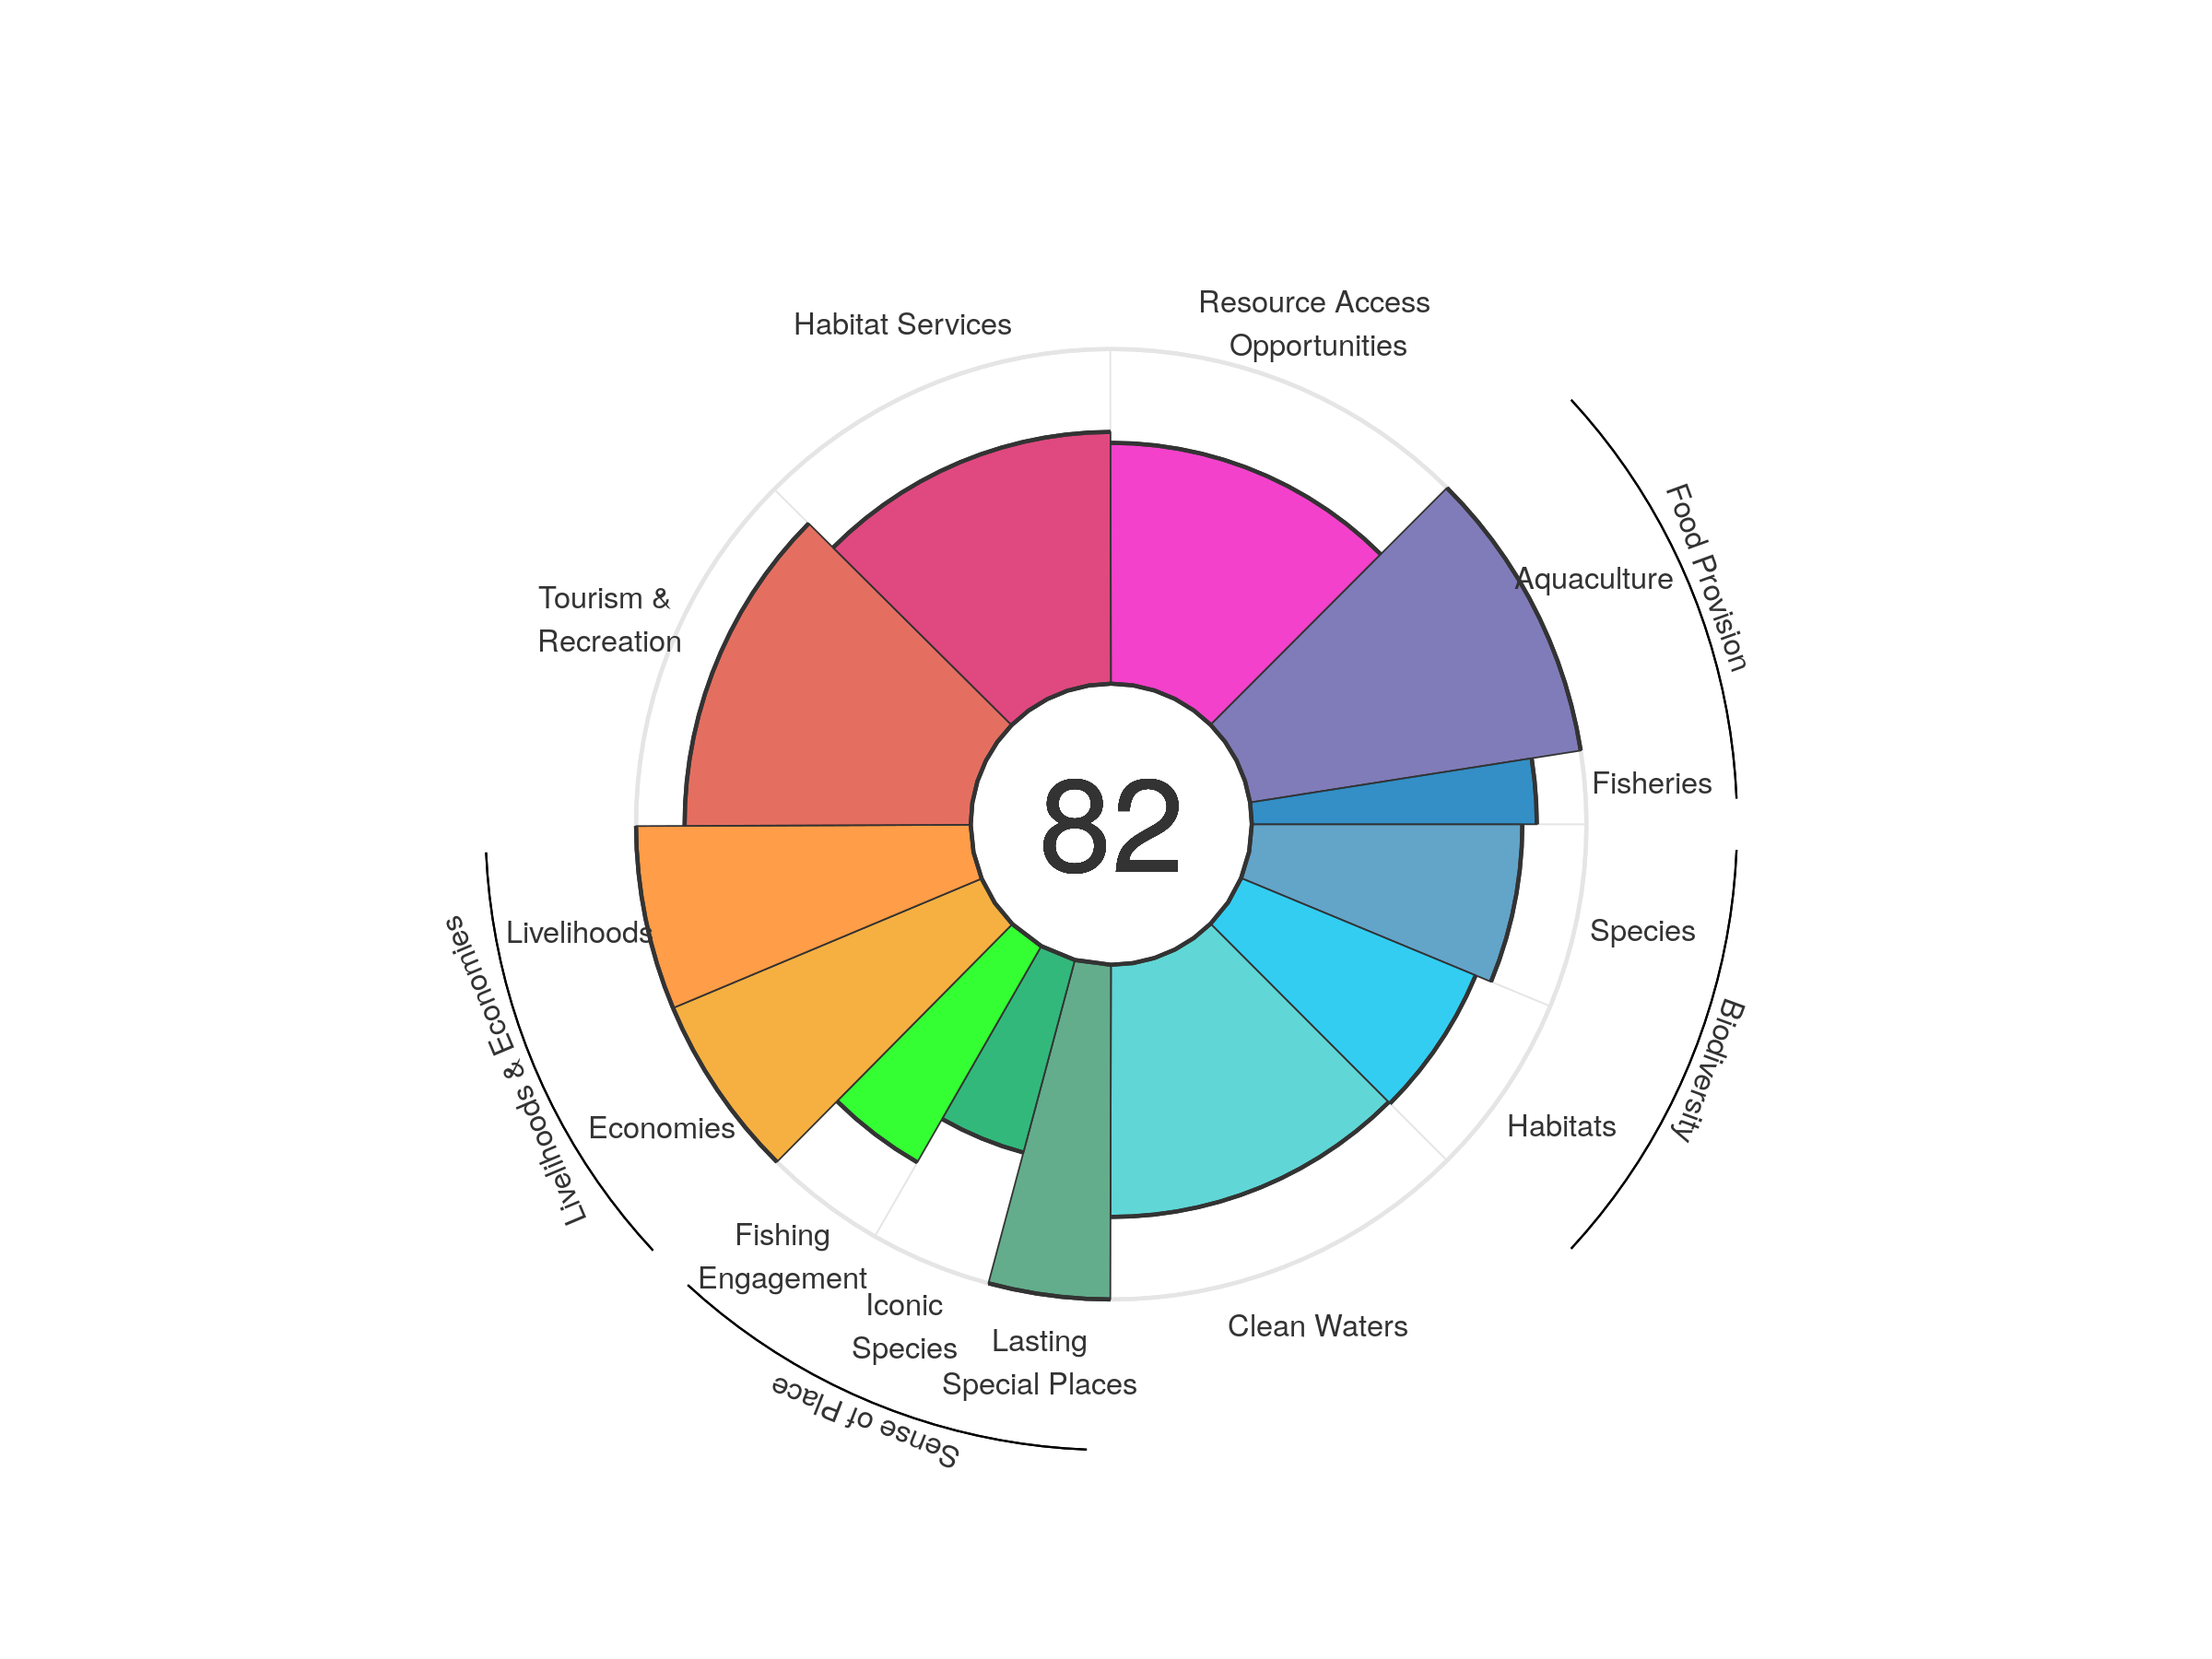 Resource Access
Opportunities
Habitat Services
Food Provision
Aquaculture
Tourism &
Recreation
Fisheries
82
Species
Livelihoods
Livelihoods & Economies
Biodiversity
Habitats
Economies
Fishing
Engagement
Iconic
Species
Clean Waters
Lasting
Special Places
Sense of Place